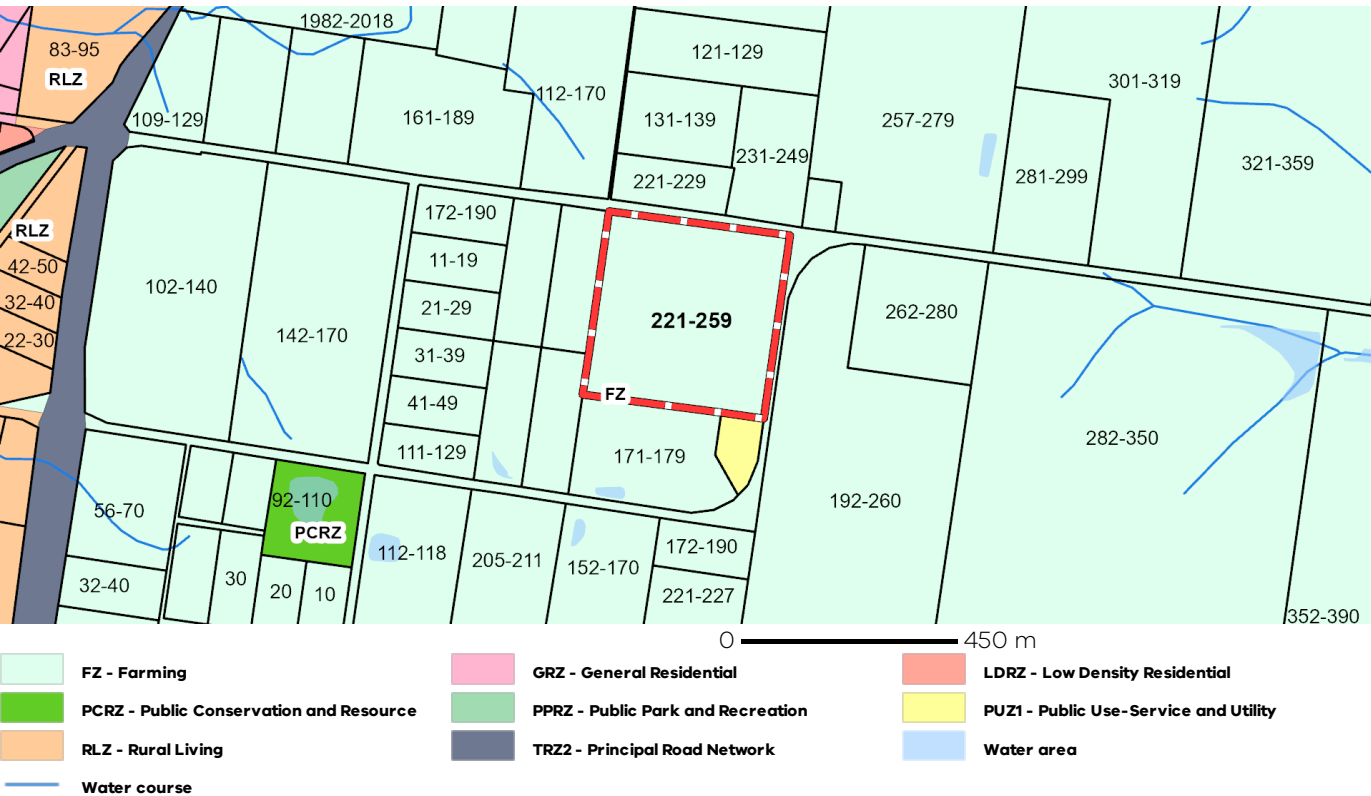 1982-2018
83-95
RLZ
121-129
301-319
112-170
109-129
161-189
131-139
257-279
231-249
321-359
281-299
221-229
172-190
RLZ
11-19
42-50
102-140
32-40
21-29
262-280
221-259
22-30
142-170
31-39
FZ
41-49
282-350
111-129
171-179
92-110
192-260
56-70
PCRZ
172-190
112-118
205-211
152-170
30
32-40
20
10
221-227
352-390
0 450 m
FZ - Farming
GRZ - General Residential
LDRZ - Low Density Residential
PCRZ - Public Conservation and Resource
PPRZ - Public Park and Recreation
PUZ1 - Public Use-Service and Utility
RLZ - Rural Living
TRZ2 - Principal Road Network
Water area
Water course